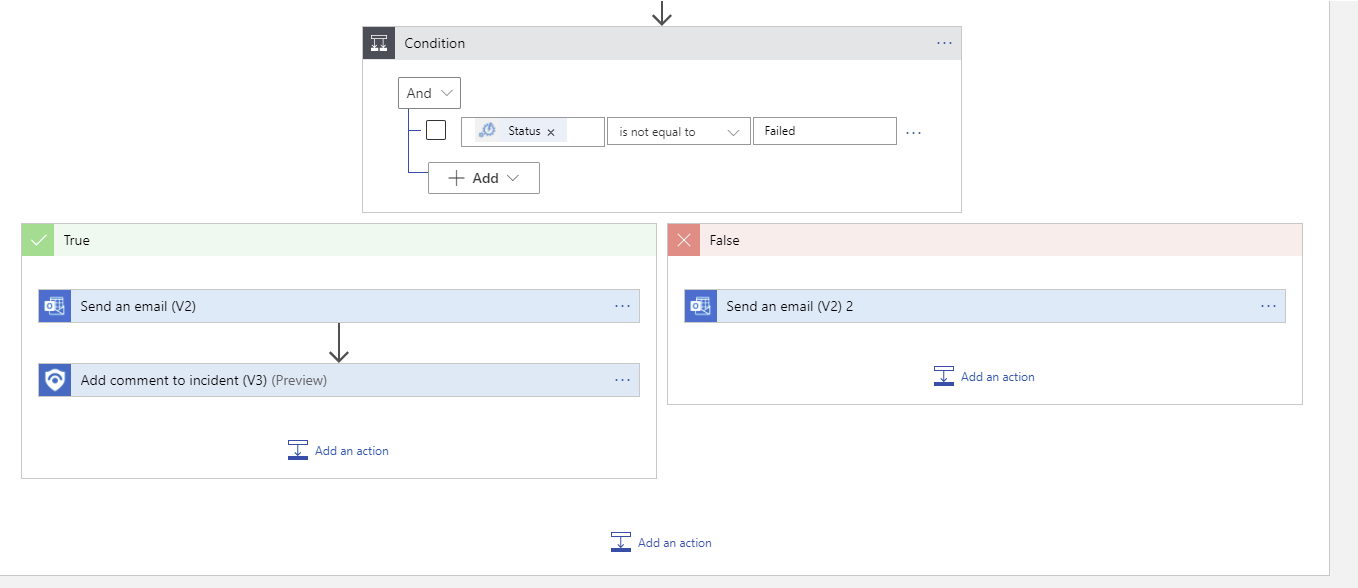 Condition
And
Status × is not equal to Failed
Add
True
Send an email (V2)
Add comment to incident (V3) (Preview)
Add an action
False
Send an email (V2) 2
Add an action
Add an action